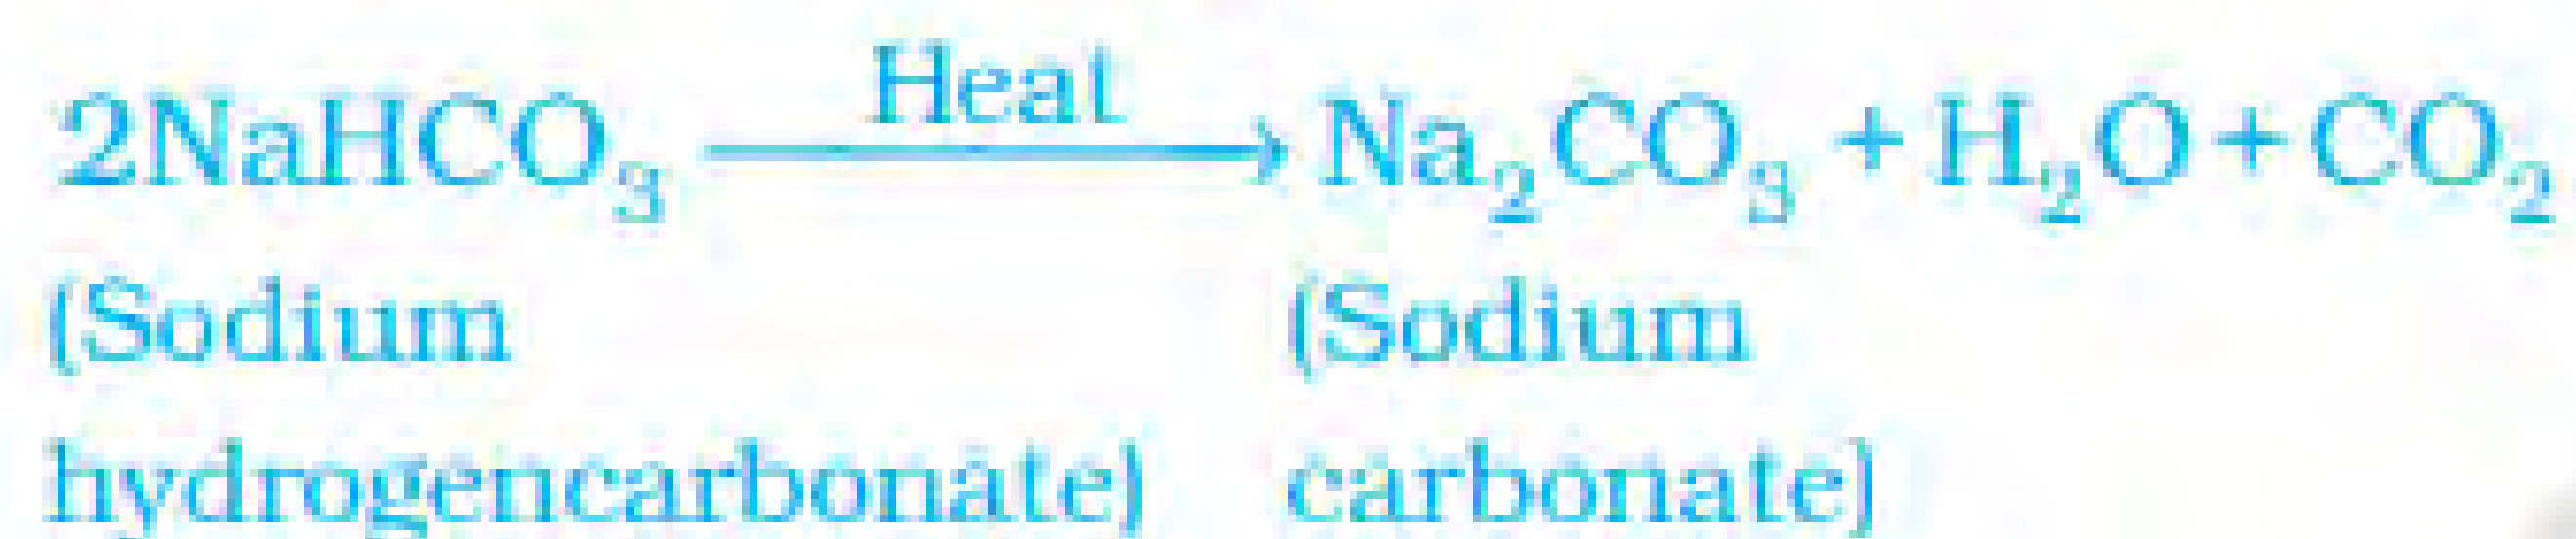 2NaHCO₃ ⟶ Heat Na₂CO₃ + H₂O + CO₂
(Sodium (Sodium
hydrogencarbonate) carbonate)